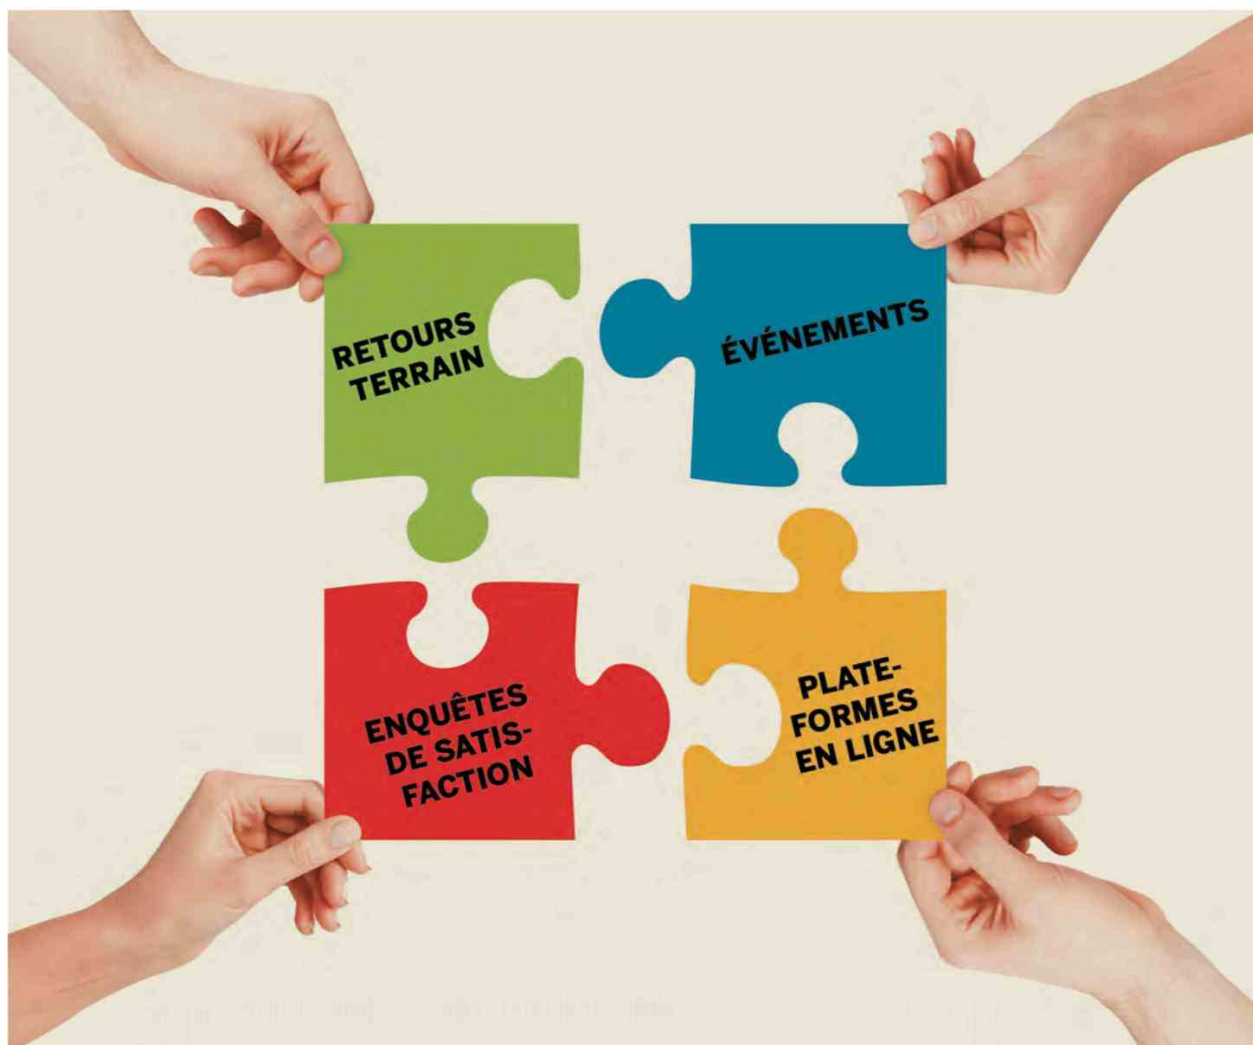 RETOURS
TERRAIN
ÉVÉNEMENTS
ENQUÊTES
DE SATIS-
FACTION
PLATE-
FORMES
EN LIGNE